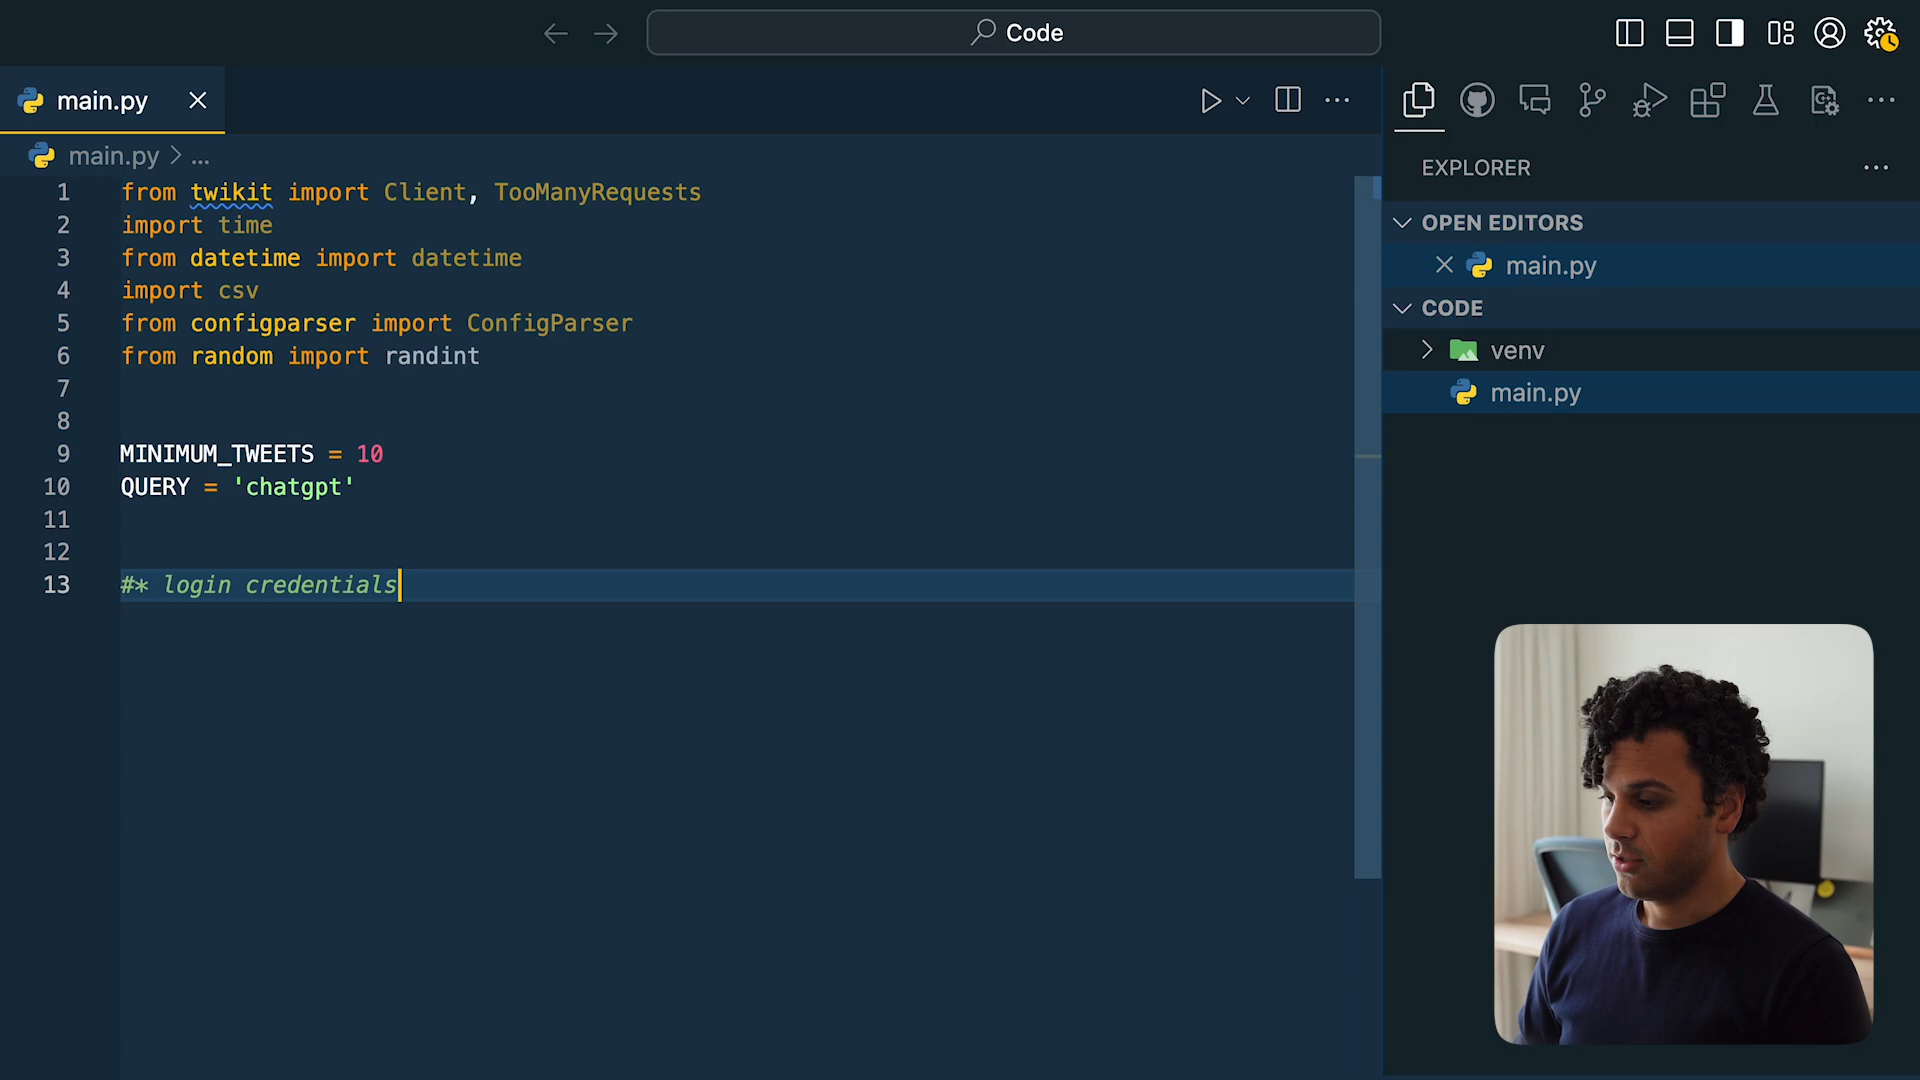 Code
main.py
main.py > ...
1 from twikit import Client, TooManyRequests
2 import time
3 from datetime import datetime
4 import csv
5 from configparser import ConfigParser
6 from random import randint
7
8
9 MINIMUM_TWEETS = 10
10 QUERY = 'chatgpt'
11
12
13 #* login credentials
EXPLORER
OPEN EDITORS
main.py
CODE
venv
main.py